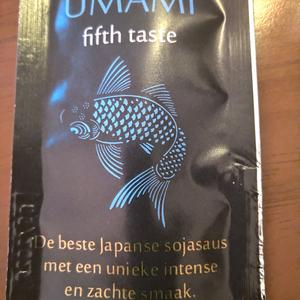 UMAMI
fifth taste
De beste Japanse sojasaus
met een unieke intense
en zachte smaak.